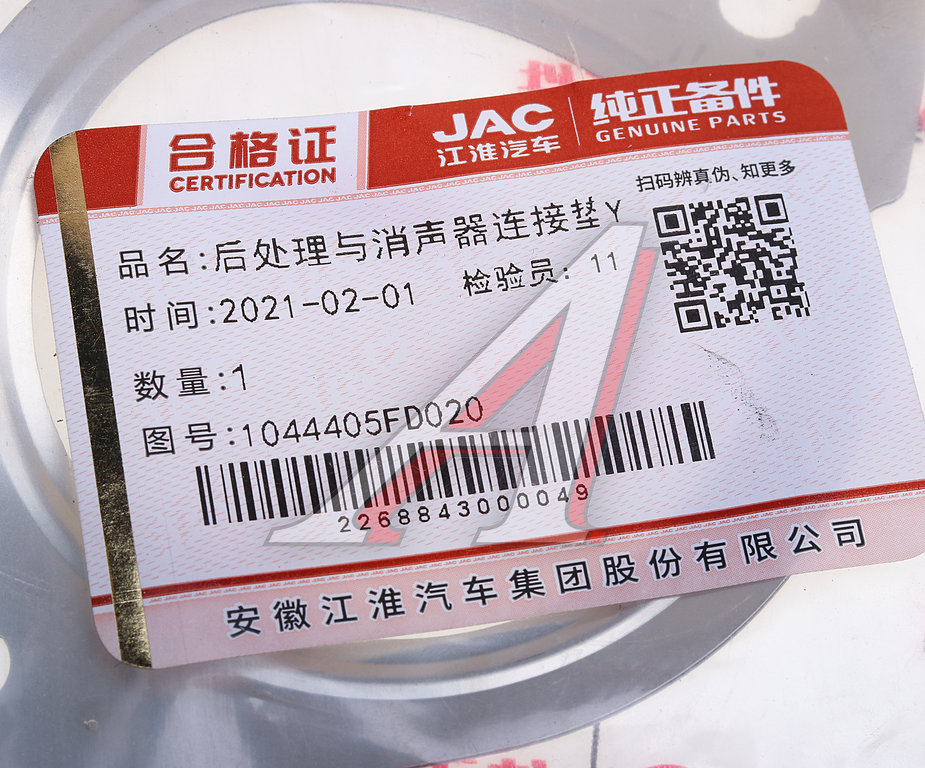 合格证
CERTIFICATION
JAC
江淮汽车
纯正备件
GENUINE PARTS
扫码辨真伪、知更多
品名:后处理与消声器连接垫Y
时间:2021-02-01
检验员: 11
数量:1
图号:1044405FD020
2268843000049
安徽江淮汽车集团股份有限公司